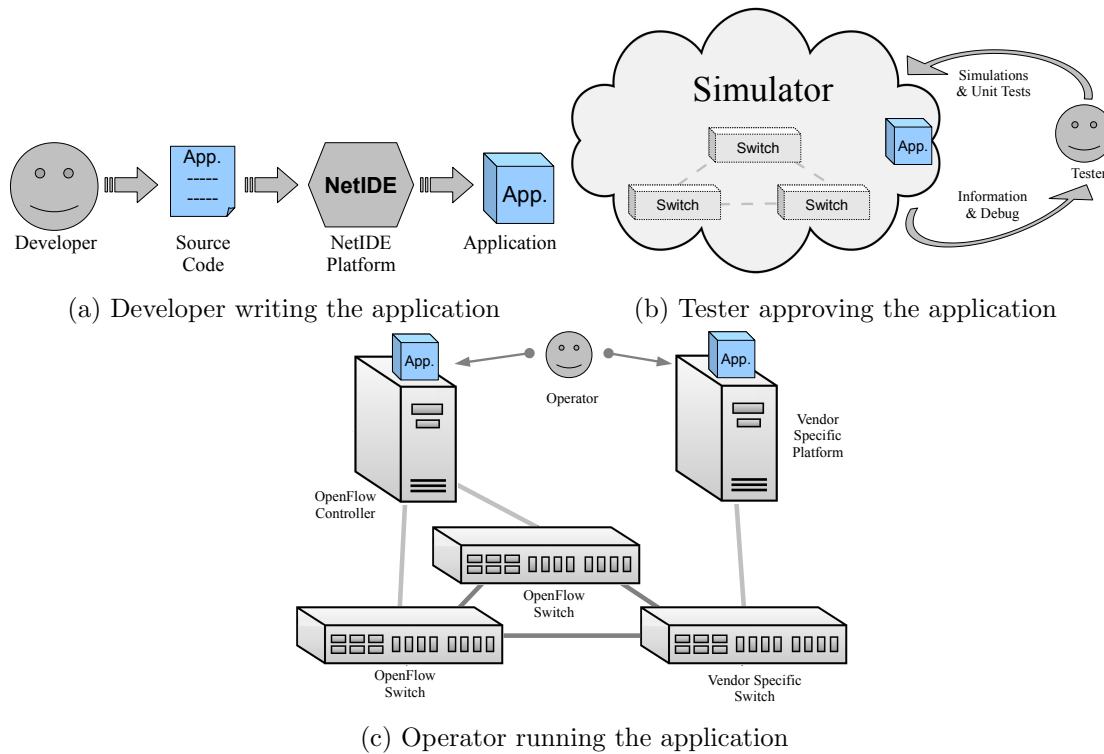 App.
-----
-----
NetIDE
App.
Developer
Source
Code
NetIDE
Platform
Application
(a) Developer writing the application
Simulator
Switch
Switch
Switch
App.
Simulations
& Unit Tests
Tester
Information
& Debug
(b) Tester approving the application
App.
Operator
App.
Vendor
Specific
Platform
OpenFlow
Controller
OpenFlow
Switch
OpenFlow
Switch
Vendor Specific
Switch
(c) Operator running the application